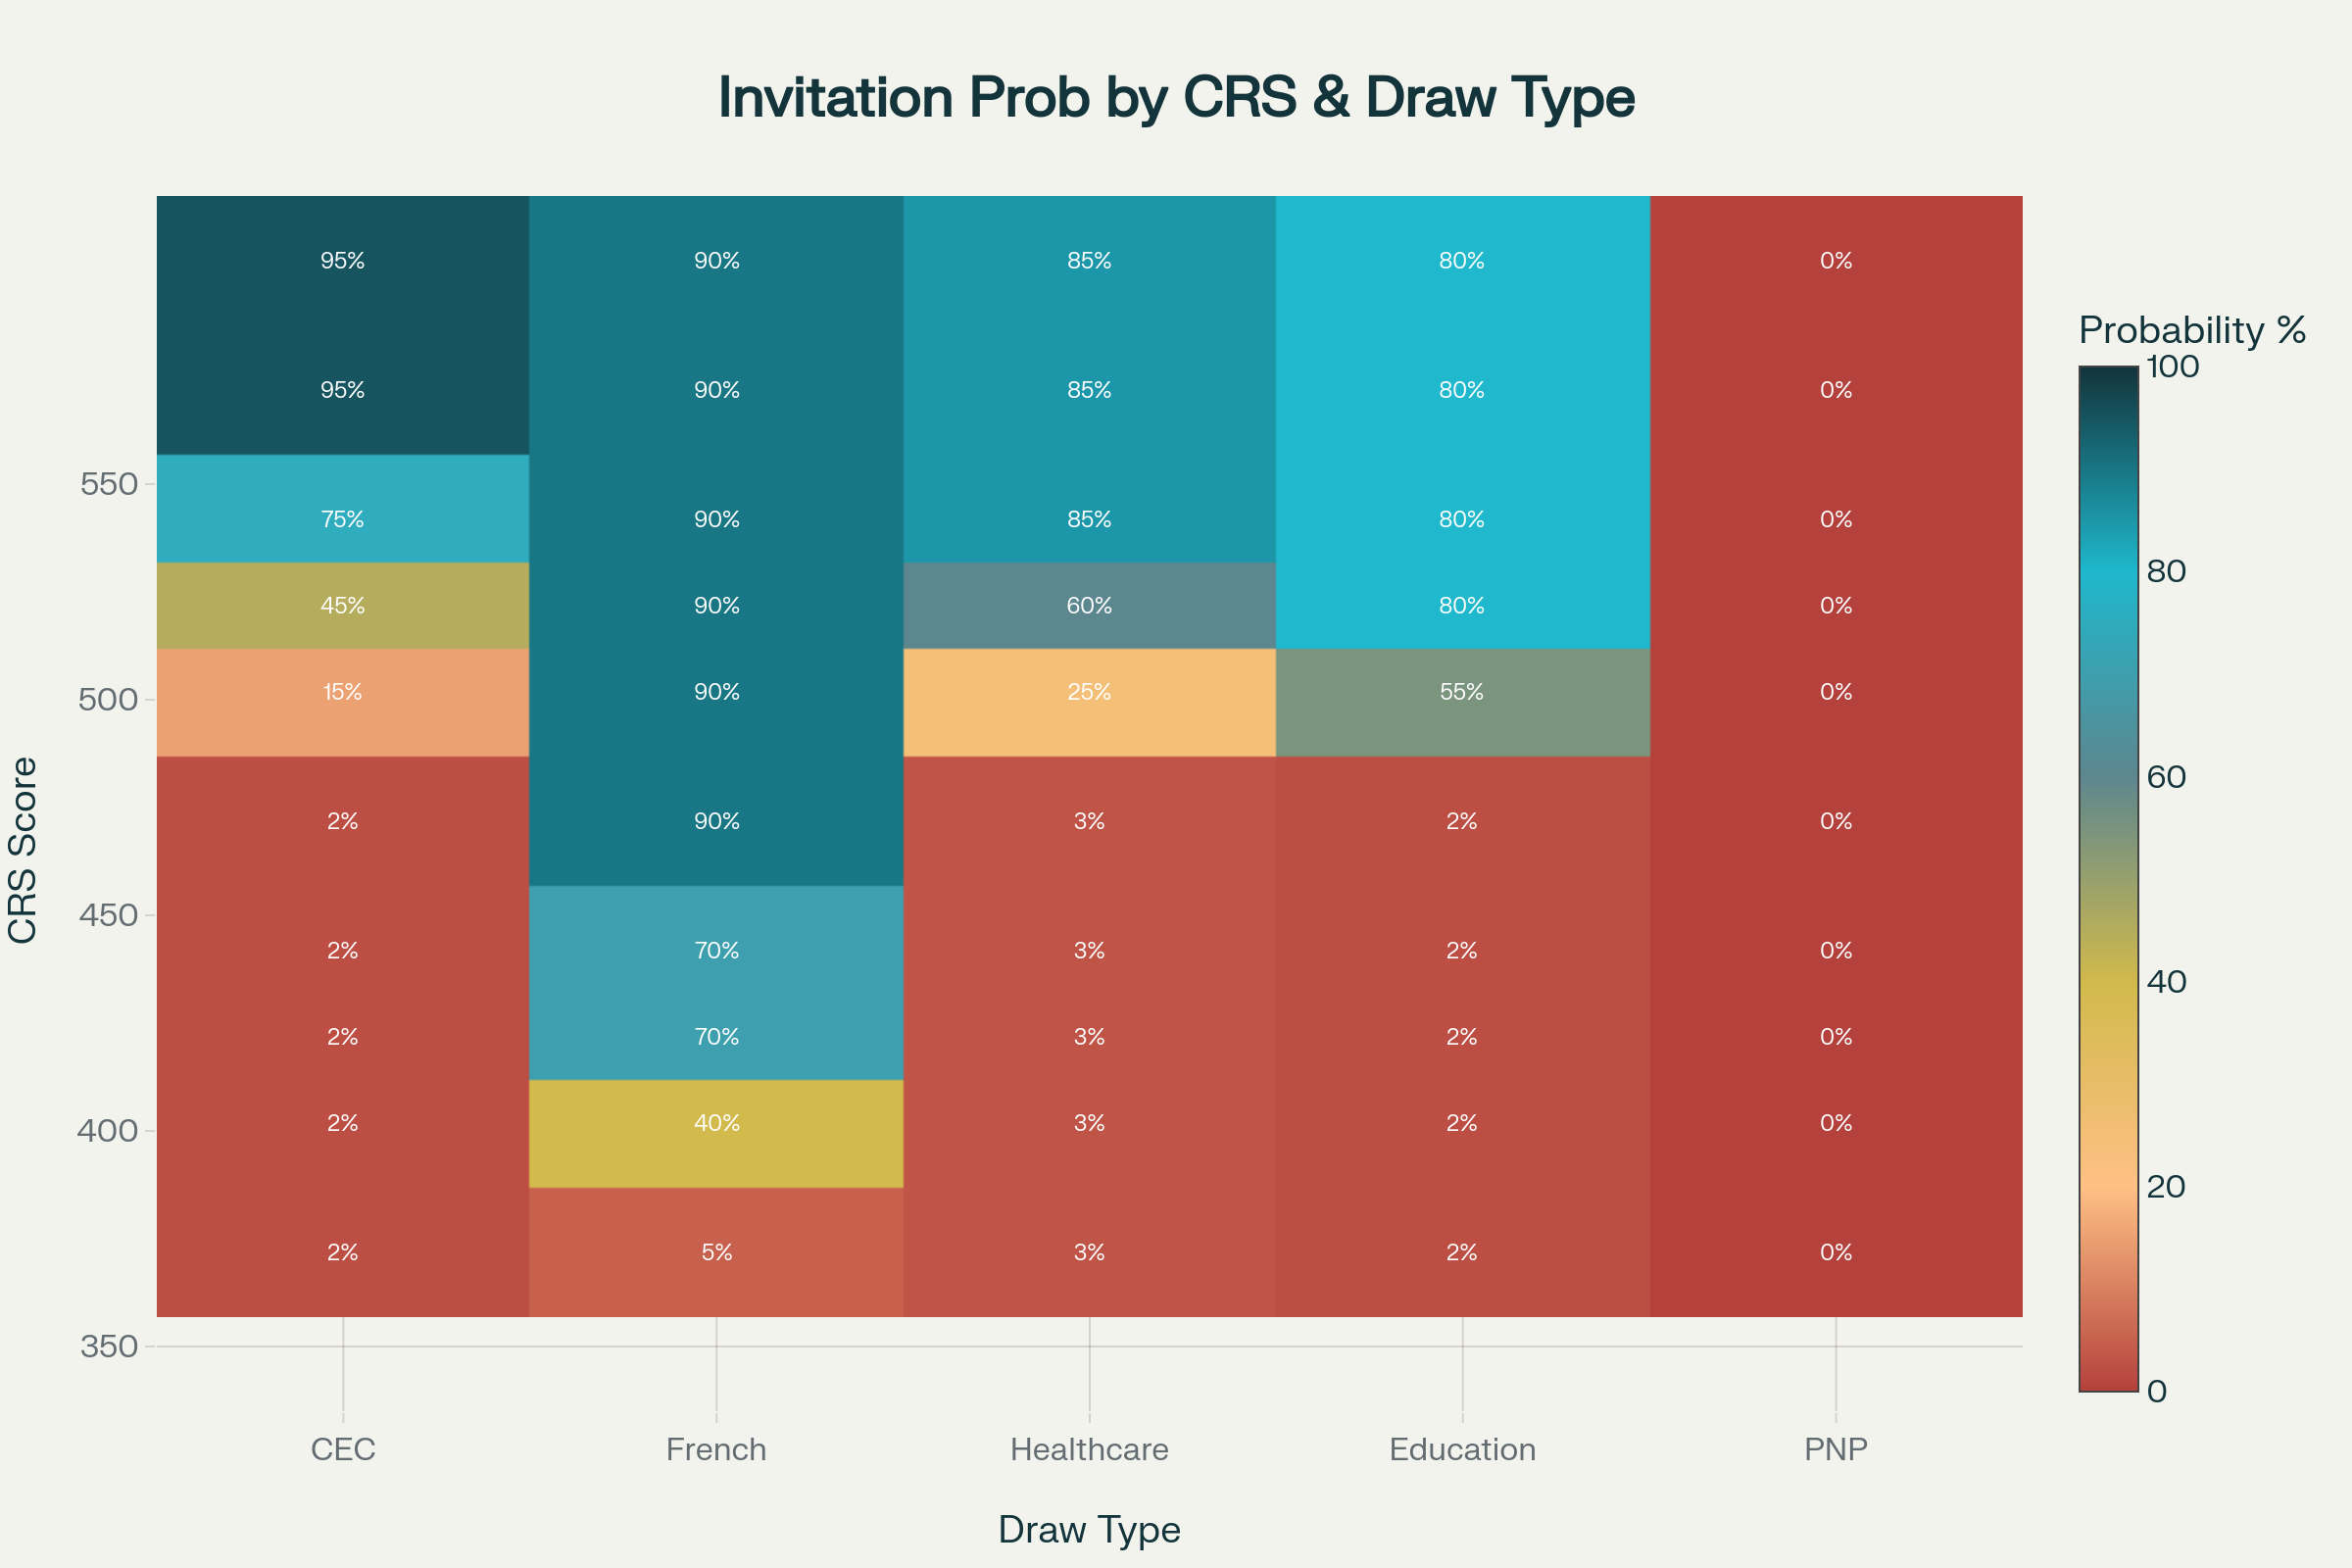 Invitation Prob by CRS & Draw Type
95% 90% 85% 80% 0%
Probability %
100
95% 90% 85% 80% 0%
550
75% 90% 85% 80% 0%
80
45% 90% 60% 80% 0%
500
15% 90% 25% 55% 0%
60
2% 90% 3% 2% 0%
CRS Score
450
2% 70% 3% 2% 0%
40
2% 70% 3% 2% 0%
400
2% 40% 3% 2% 0%
20
2% 5% 3% 2% 0%
350
0
CEC French Healthcare Education PNP
Draw Type